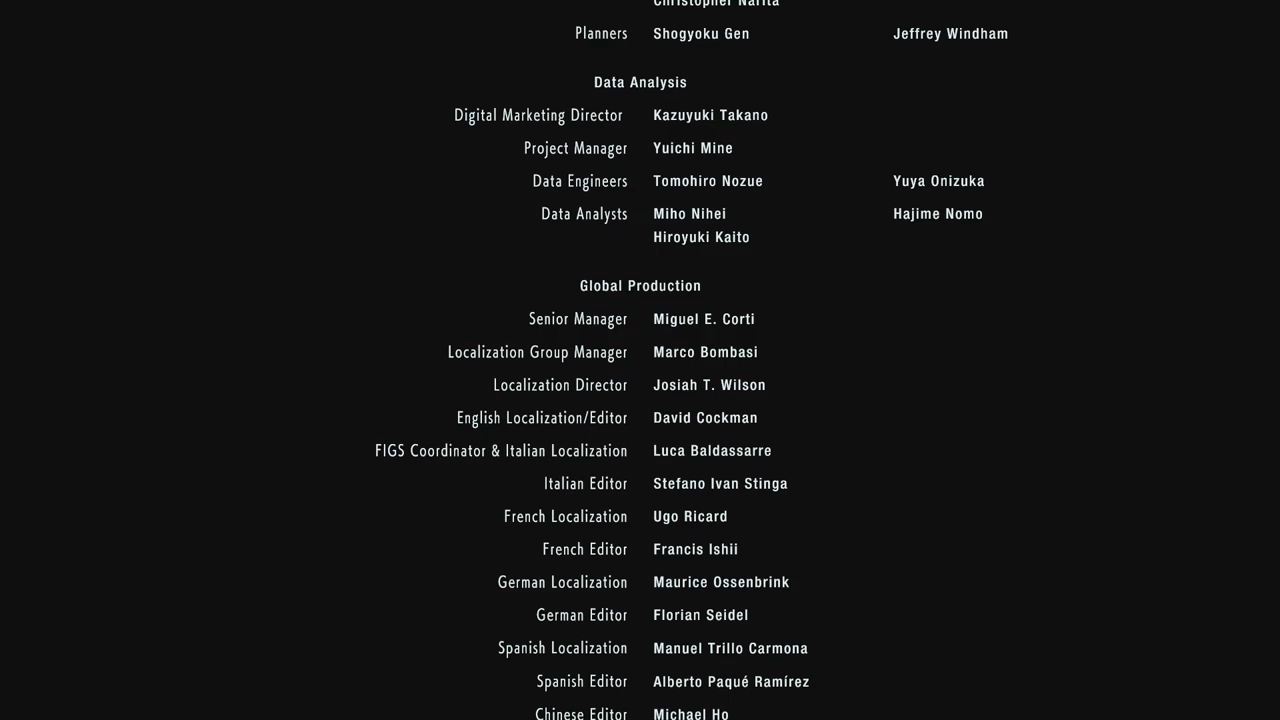 Christopher Narita
Planners Shogyoku Gen Jeffrey Windham
Data Analysis
Digital Marketing Director Kazuyuki Takano
Project Manager Yuichi Mine
Data Engineers Tomohiro Nozue Yuya Onizuka
Data Analysts Miho Nihei Hajime Nomo
Hiroyuki Kaito
Global Production
Senior Manager Miguel E. Corti
Localization Group Manager Marco Bombasi
Localization Director Josiah T. Wilson
English Localization/Editor David Cockman
FIGS Coordinator & Italian Localization Luca Baldassarre
Italian Editor Stefano Ivan Stinga
French Localization Ugo Ricard
French Editor Francis Ishii
German Localization Maurice Ossenbrink
German Editor Florian Seidel
Spanish Localization Manuel Trillo Carmona
Spanish Editor Alberto Paqué Ramírez
Chinese Editor Michael Ho